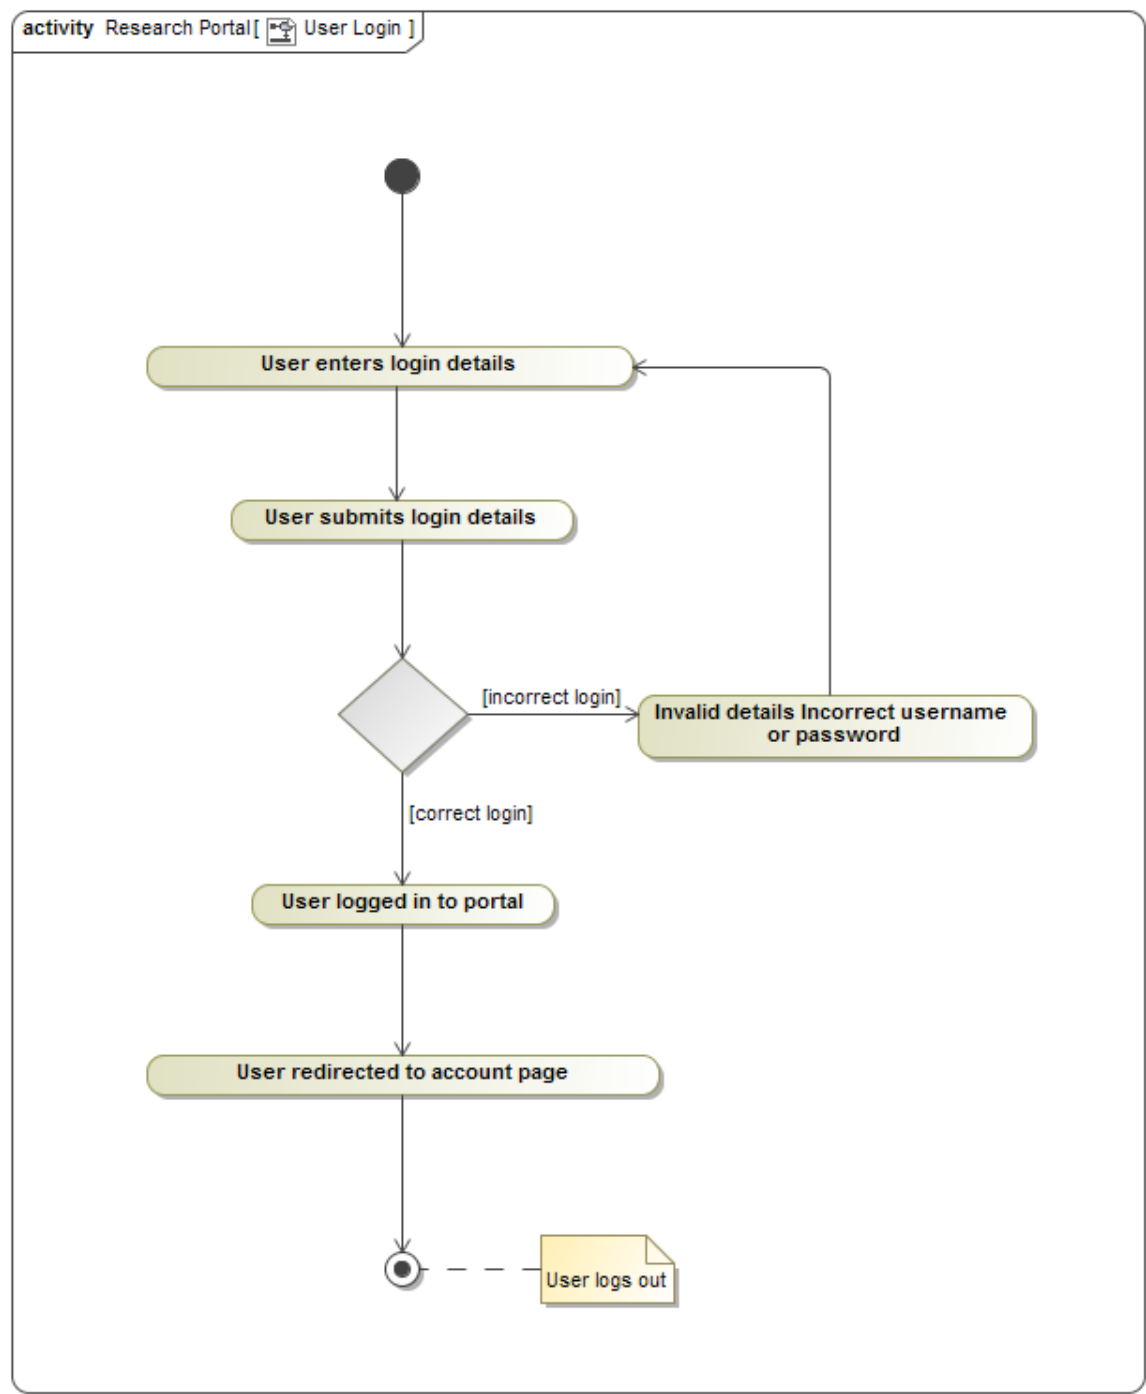 activity Research Portal[ User Login ]
User enters login details
User submits login details
[incorrect login]
Invalid details Incorrect username
or password
[correct login]
User logged in to portal
User redirected to account page
User logs out